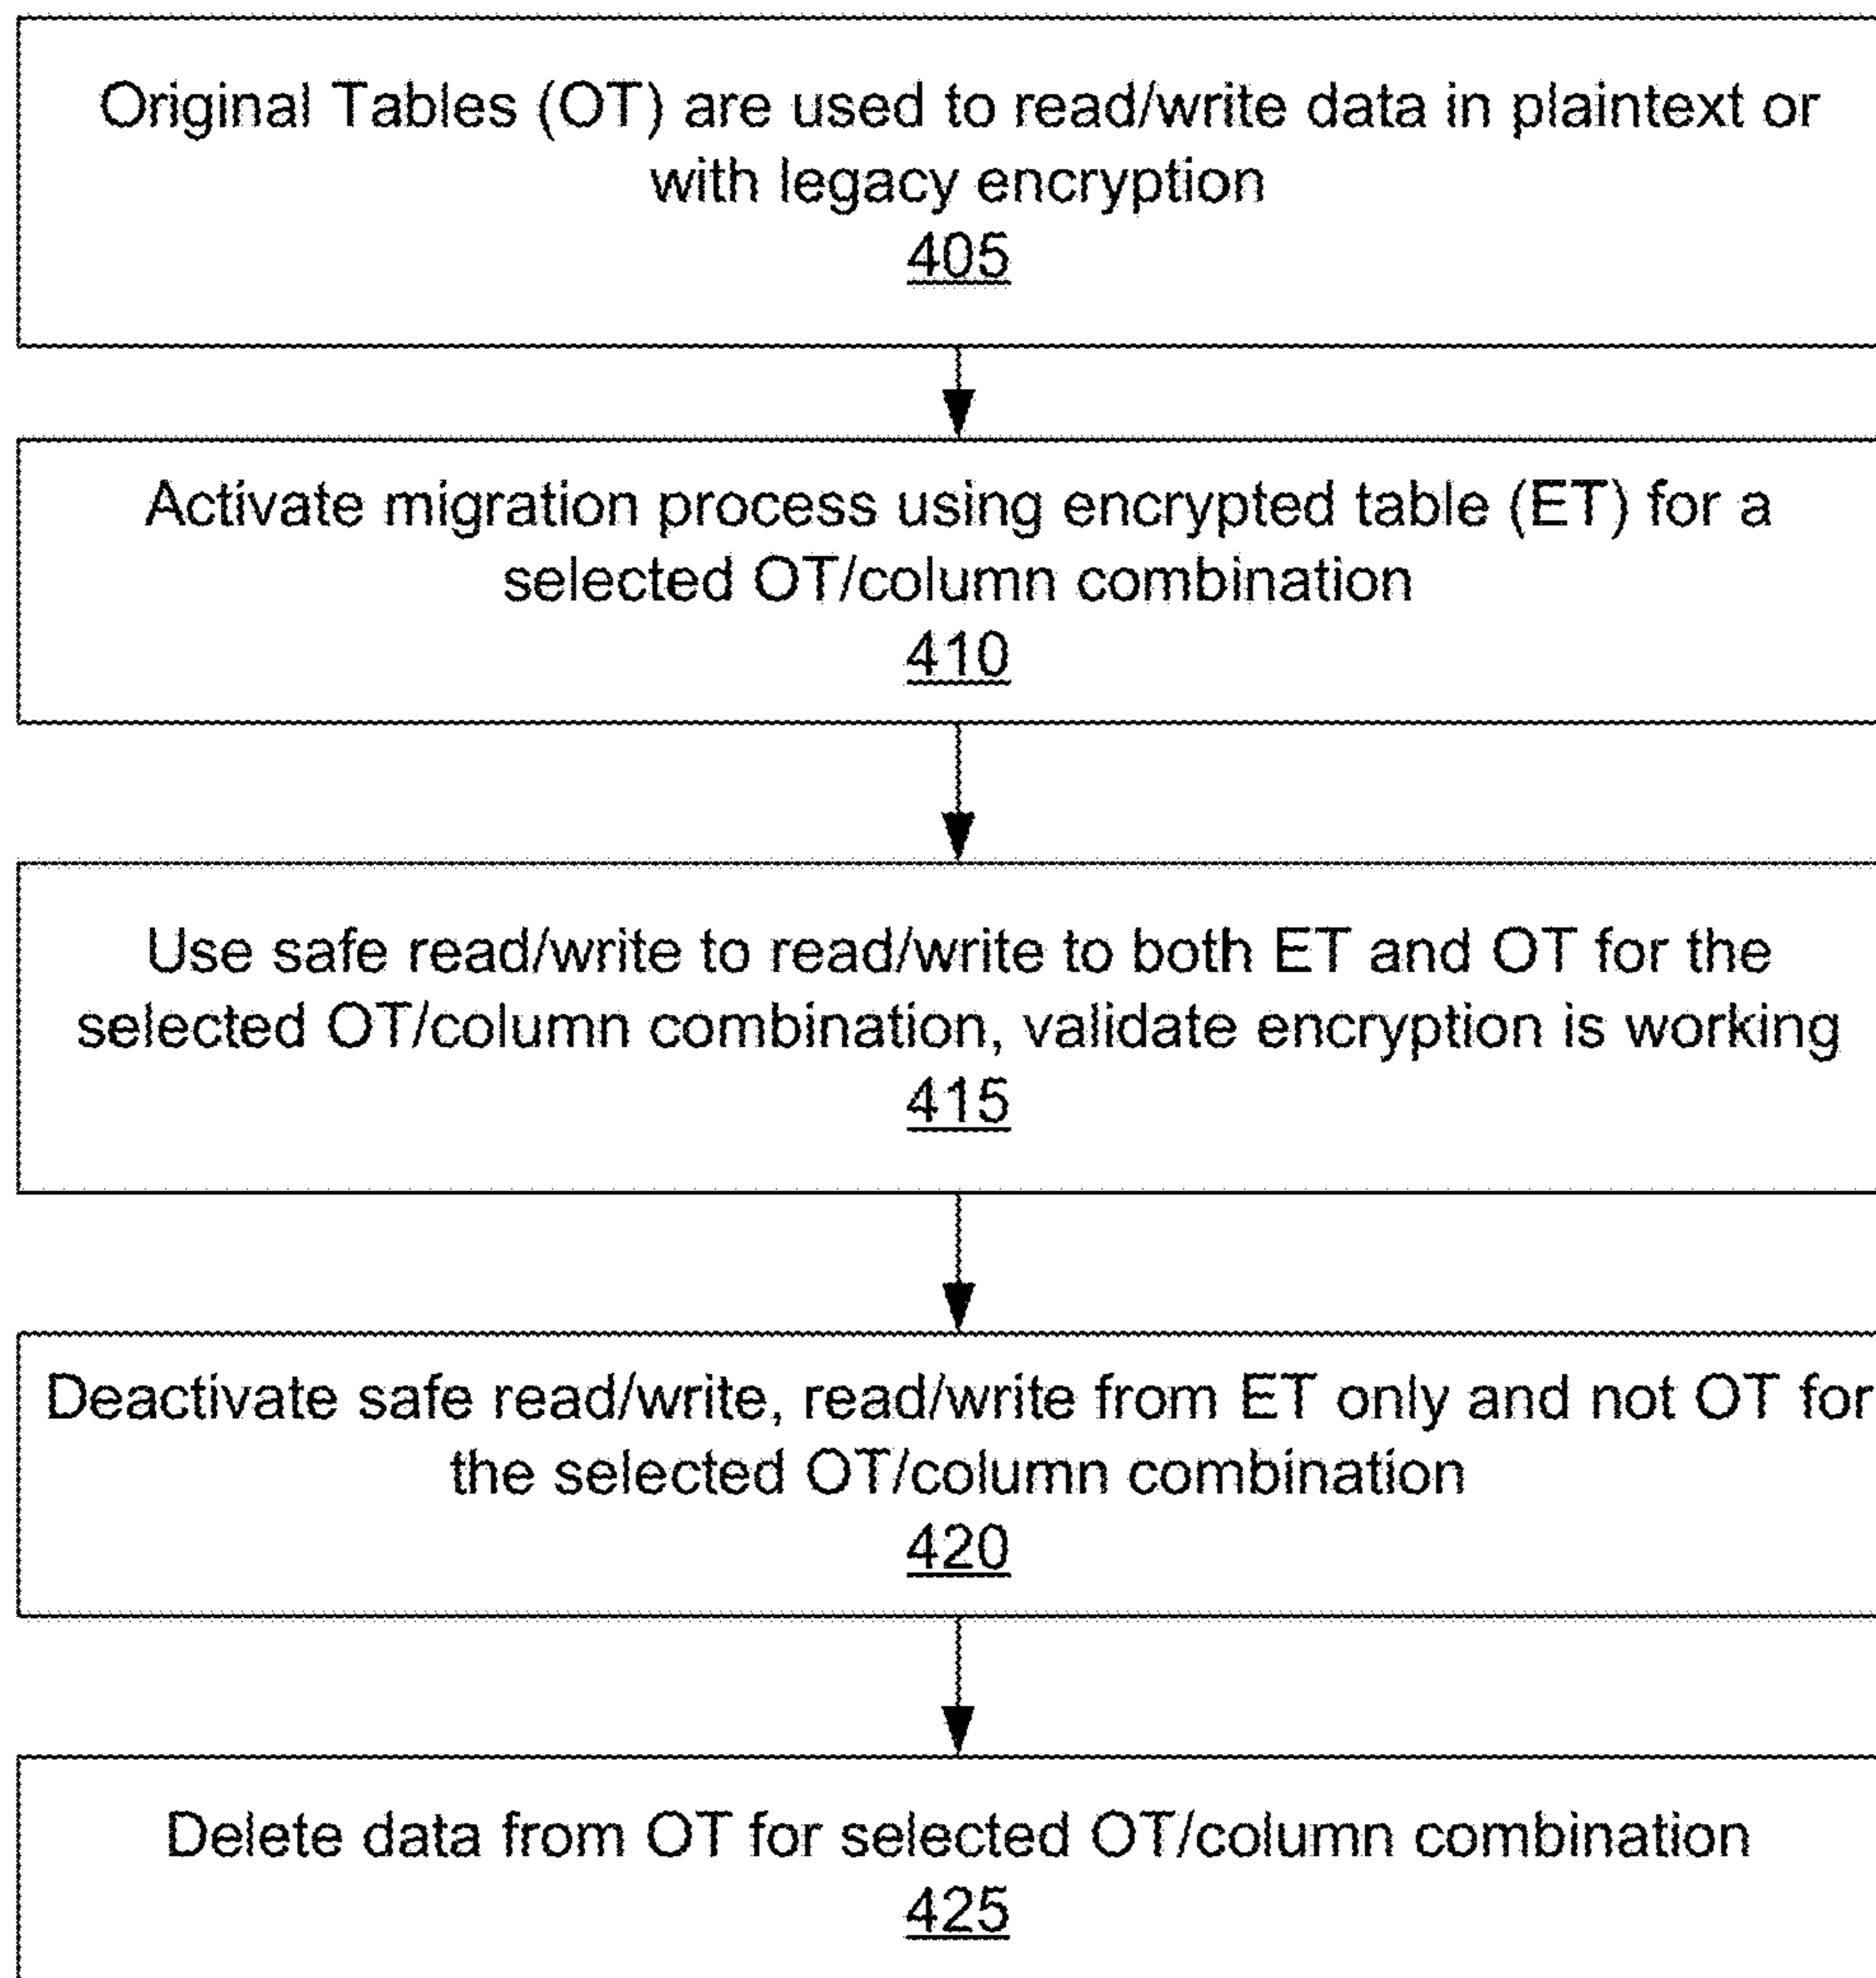 Original Tables (OT) are used to read/write data in plaintext or
with legacy encryption
405
Activate migration process using encrypted table (ET) for a
selected OT/column combination
410
Use safe read/write to read/write to both ET and OT for the
selected OT/column combination, validate encryption is working
415
Deactivate safe read/write, read/write from ET only and not OT for
the selected OT/column combination
420
Delete data from OT for selected OT/column combination
425